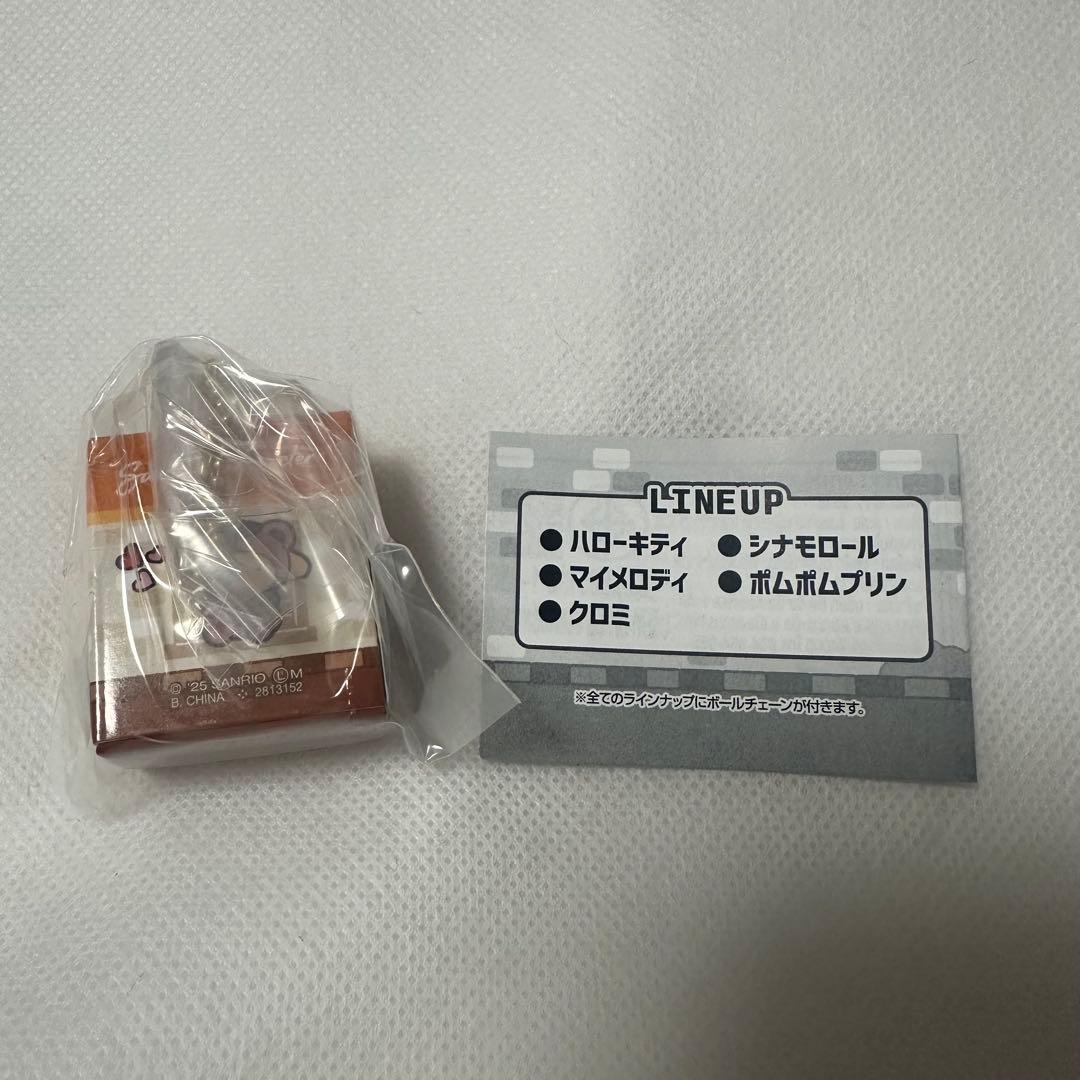 LINEUP
●ハローキティ ●シナモロール
●マイメロディ ●ポムポムプリン
●クロミ
※全てのラインナップにボールチェーンが付きます。
© '25 SANRIO Ⓛ M
B. CHINA ⁘ 2813152